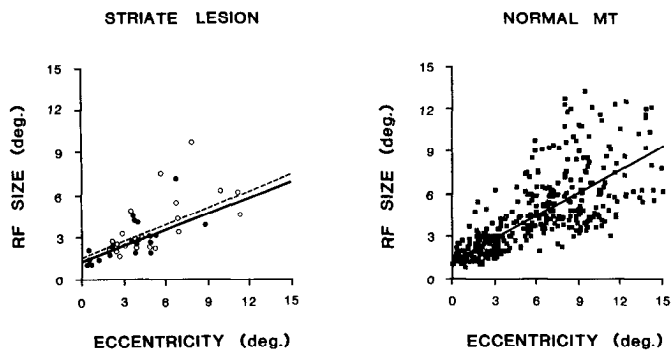 STRIATE LESION
15
12
9
6
3
0
RF SIZE (deg.)
0 3 6 9 12 15
ECCENTRICITY (deg.)
NORMAL MT
15
12
9
6
3
0
RF SIZE (deg.)
0 3 6 9 12 15
ECCENTRICITY (deg.)